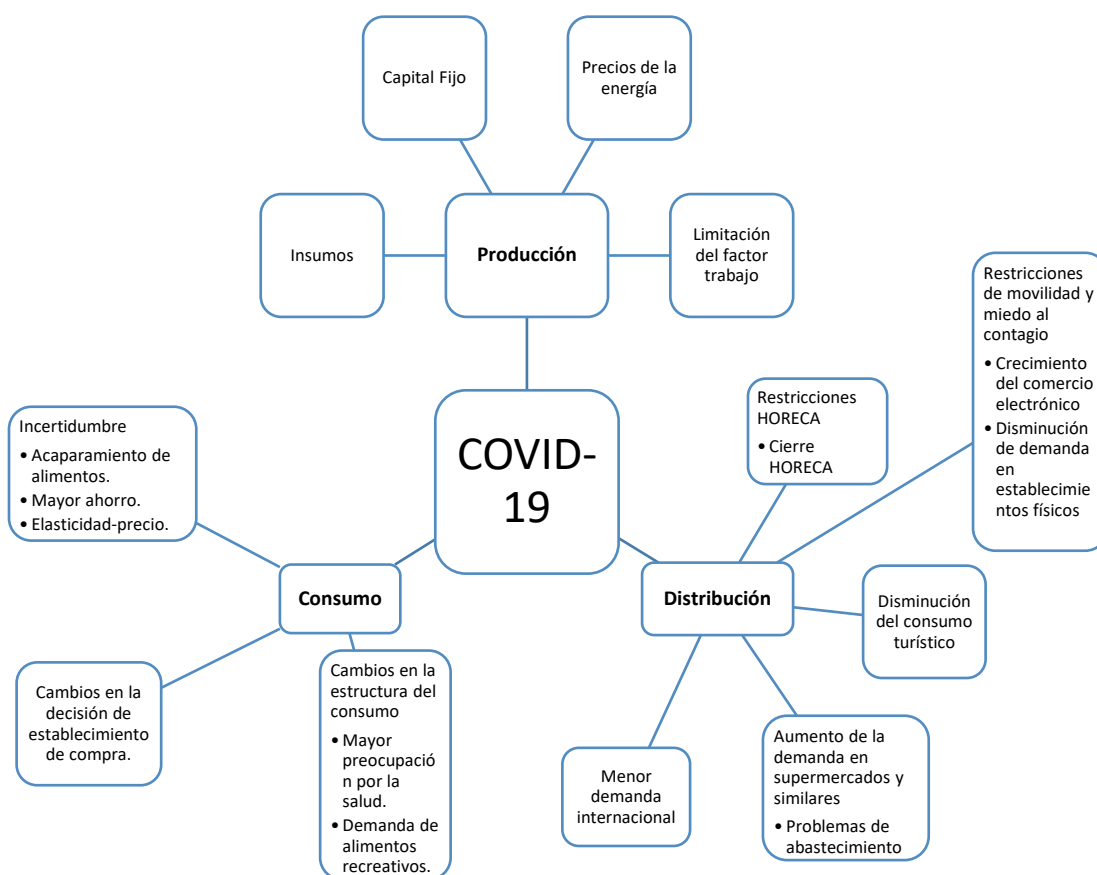 Capital Fijo
Precios de la
energía
Insumos
Producción
Limitación
del factor
trabajo
Restricciones
de movilidad y
miedo al
contagio
• Crecimiento
del comercio
electrónico
• Disminución
de demanda
en
establecimie
ntos físicos
Restricciones
HORECA
• Cierre
HORECA
COVID-
19
Incertidumbre
• Acaparamiento de
alimentos.
• Mayor ahorro.
• Elasticidad-precio.
Consumo
Distribución
Disminución
del consumo
turístico
Cambios en la
decisión de
establecimiento
de compra.
Cambios en la
estructura del
consumo
• Mayor
preocupació
n por la
salud.
• Demanda de
alimentos
recreativos.
Menor
demanda
internacional
Aumento de la
demanda en
supermercados y
similares
• Problemas de
abastecimiento